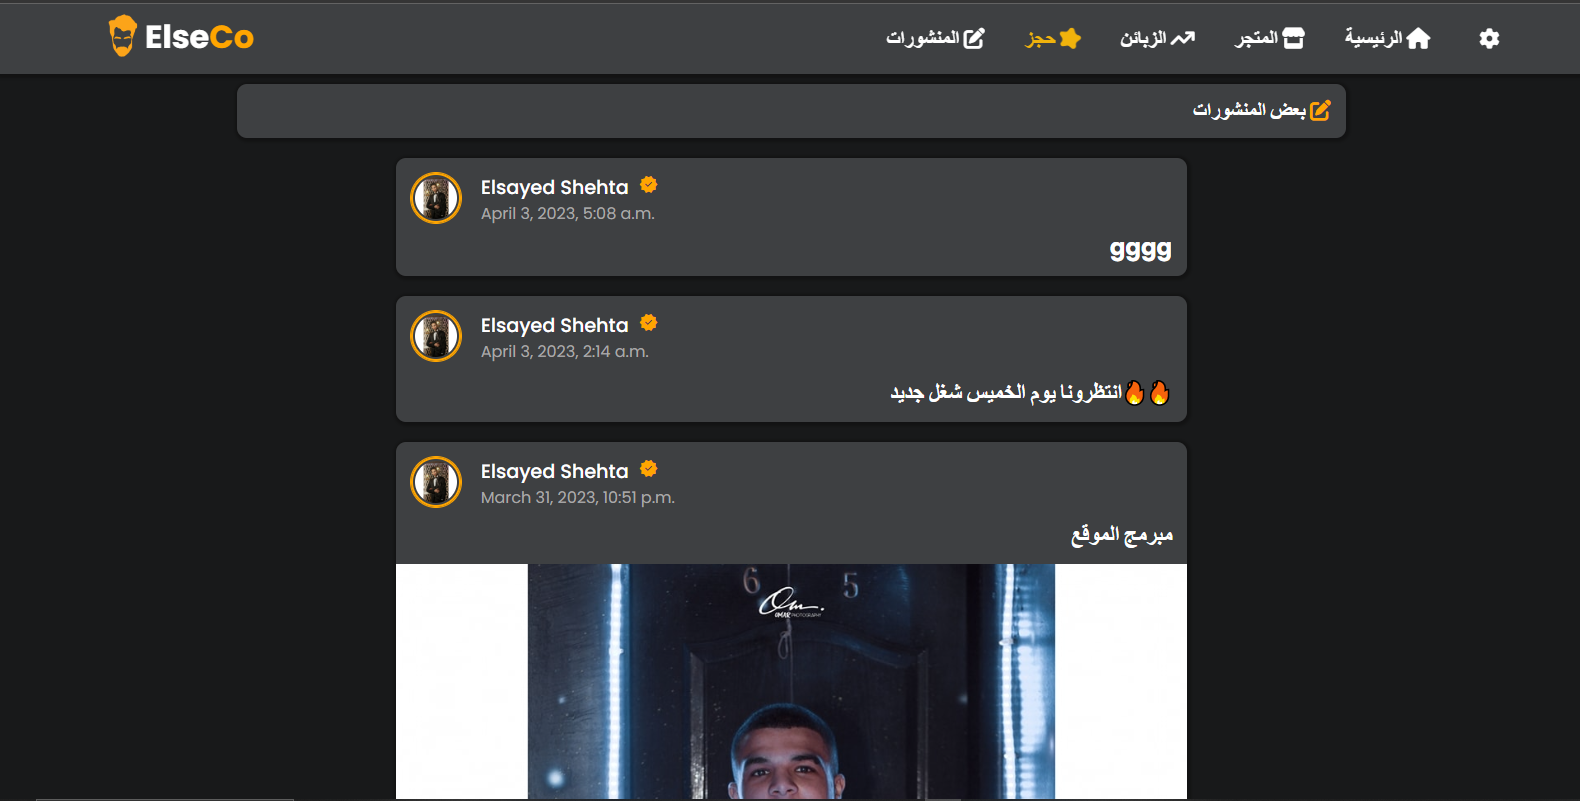 ElseCo
الرئيسية
المتجر
الزبائن
حجز
المنشورات
بعض المنشورات
Elsayed Shehta
April 3, 2023, 5:08 a.m.
gggg
Elsayed Shehta
April 3, 2023, 2:14 a.m.
🔥🔥انتظرونا يوم الخميس شغل جديد
Elsayed Shehta
March 31, 2023, 10:51 p.m.
مبرمج الموقع
6 5
Om.
OMAR PHOTOGRAPHY